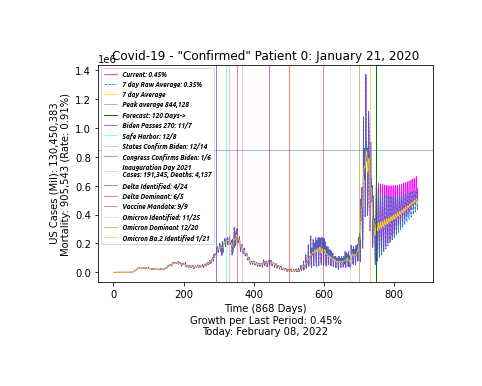 Covid-19 - "Confirmed" Patient 0: January 21, 2020
1e6
Current: 0.45%
7 day Raw Average: 0.35%
7 day Average
Peak average 844,128
Forecast: 120 Days->
Biden Passes 270: 11/7
Safe Harbor: 12/8
States Confirm Biden: 12/14
Congress Confirms Biden: 1/6
Inauguration Day 2021
Cases: 191,345, Deaths: 4,137
Delta Identified: 4/24
Delta Dominant: 6/5
Vaccine Mandate: 9/9
Omicron Identified: 11/25
Omicron Dominant 12/20
Omicron Ba.2 Identified 1/21
1.4
1.2
1.0
0.8
0.6
0.4
0.2
0.0
US Cases (Mil): 130,450,383
Mortality: 905,543 (Rate: 0.91%)
0
200
400
600
800
Time (868 Days)
Growth per Last Period: 0.45%
Today: February 08, 2022